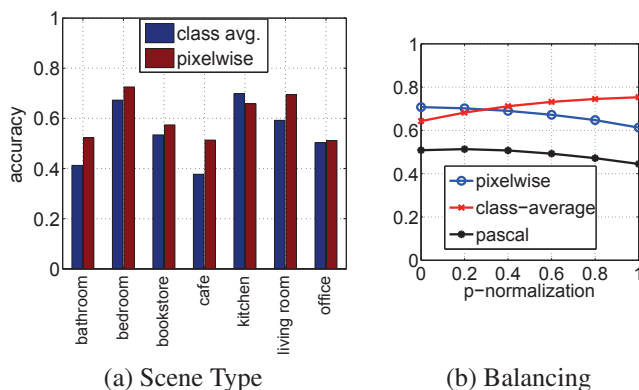 1
0.8
0.6
0.4
0.2
0
accuracy
class avg.
pixelwise
bathroom
bedroom
bookstore
cafe
kitchen
living room
office
(a) Scene Type
1
0.8
0.6
0.4
0.2
0
pixelwise
class-average
pascal
0 0.2 0.4 0.6 0.8 1
p-normalization
(b) Balancing